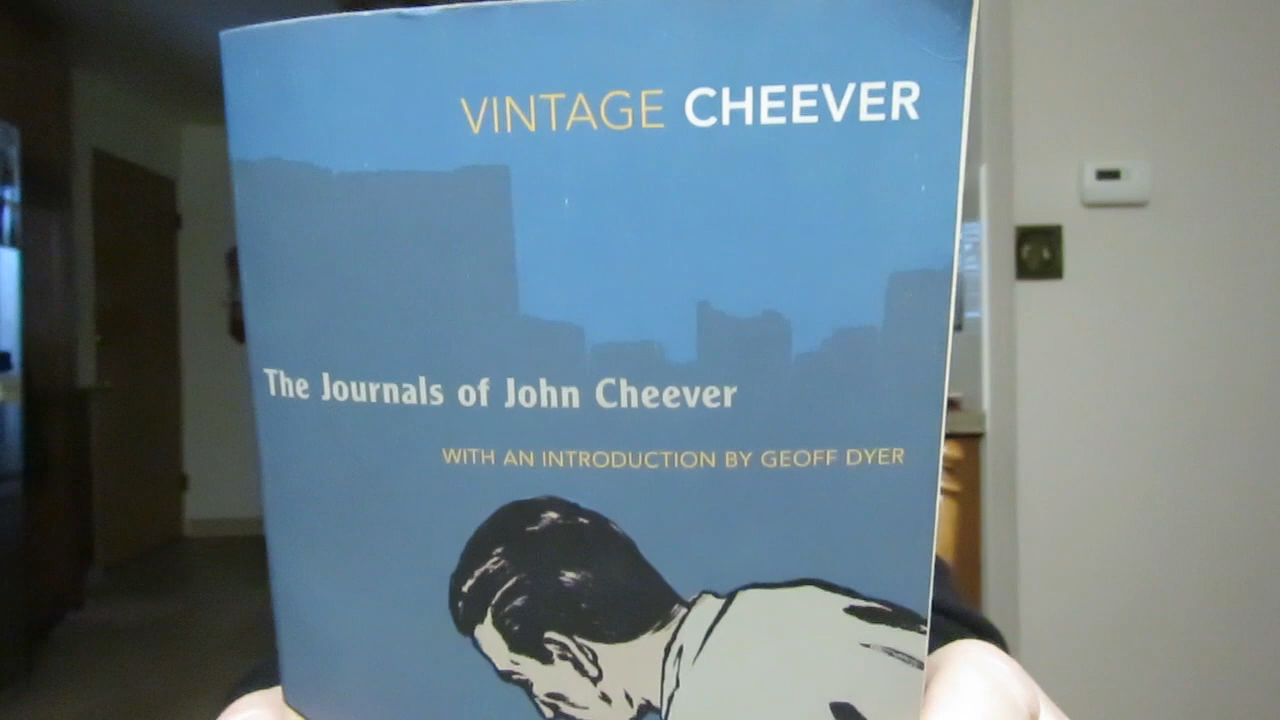 VINTAGE CHEEVER
The Journals of John Cheever
WITH AN INTRODUCTION BY GEOFF DYER